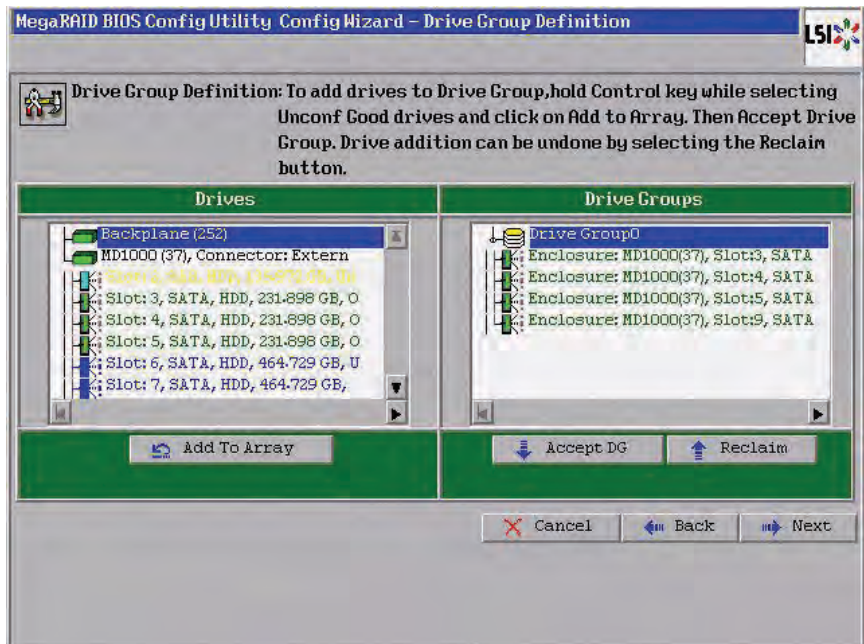 MegaRAID BIOS Config Utility Config Wizard – Drive Group Definition
LSI
Drive Group Definition: To add drives to Drive Group,hold Control key while selecting
Unconf Good drives and click on Add to Array. Then Accept Drive
Group. Drive addition can be undone by selecting the Reclaim
button.
Drives
Backplane (252)
MD1000 (37), Connector: Extern
Slot: 3, SATA, HDD, 231.898 GB, O
Slot: 4, SATA, HDD, 231.898 GB, O
Slot: 5, SATA, HDD, 231.898 GB, O
Slot: 6, SATA, HDD, 464.729 GB, U
Slot: 7, SATA, HDD, 464.729 GB,
Add To Array
Drive Groups
Drive Group0
Enclosure: MD1000(37), Slot:3, SATA
Enclosure: MD1000(37), Slot:4, SATA
Enclosure: MD1000(37), Slot:5, SATA
Enclosure: MD1000(37), Slot:9, SATA
Accept DG
Reclaim
Cancel
Back
Next